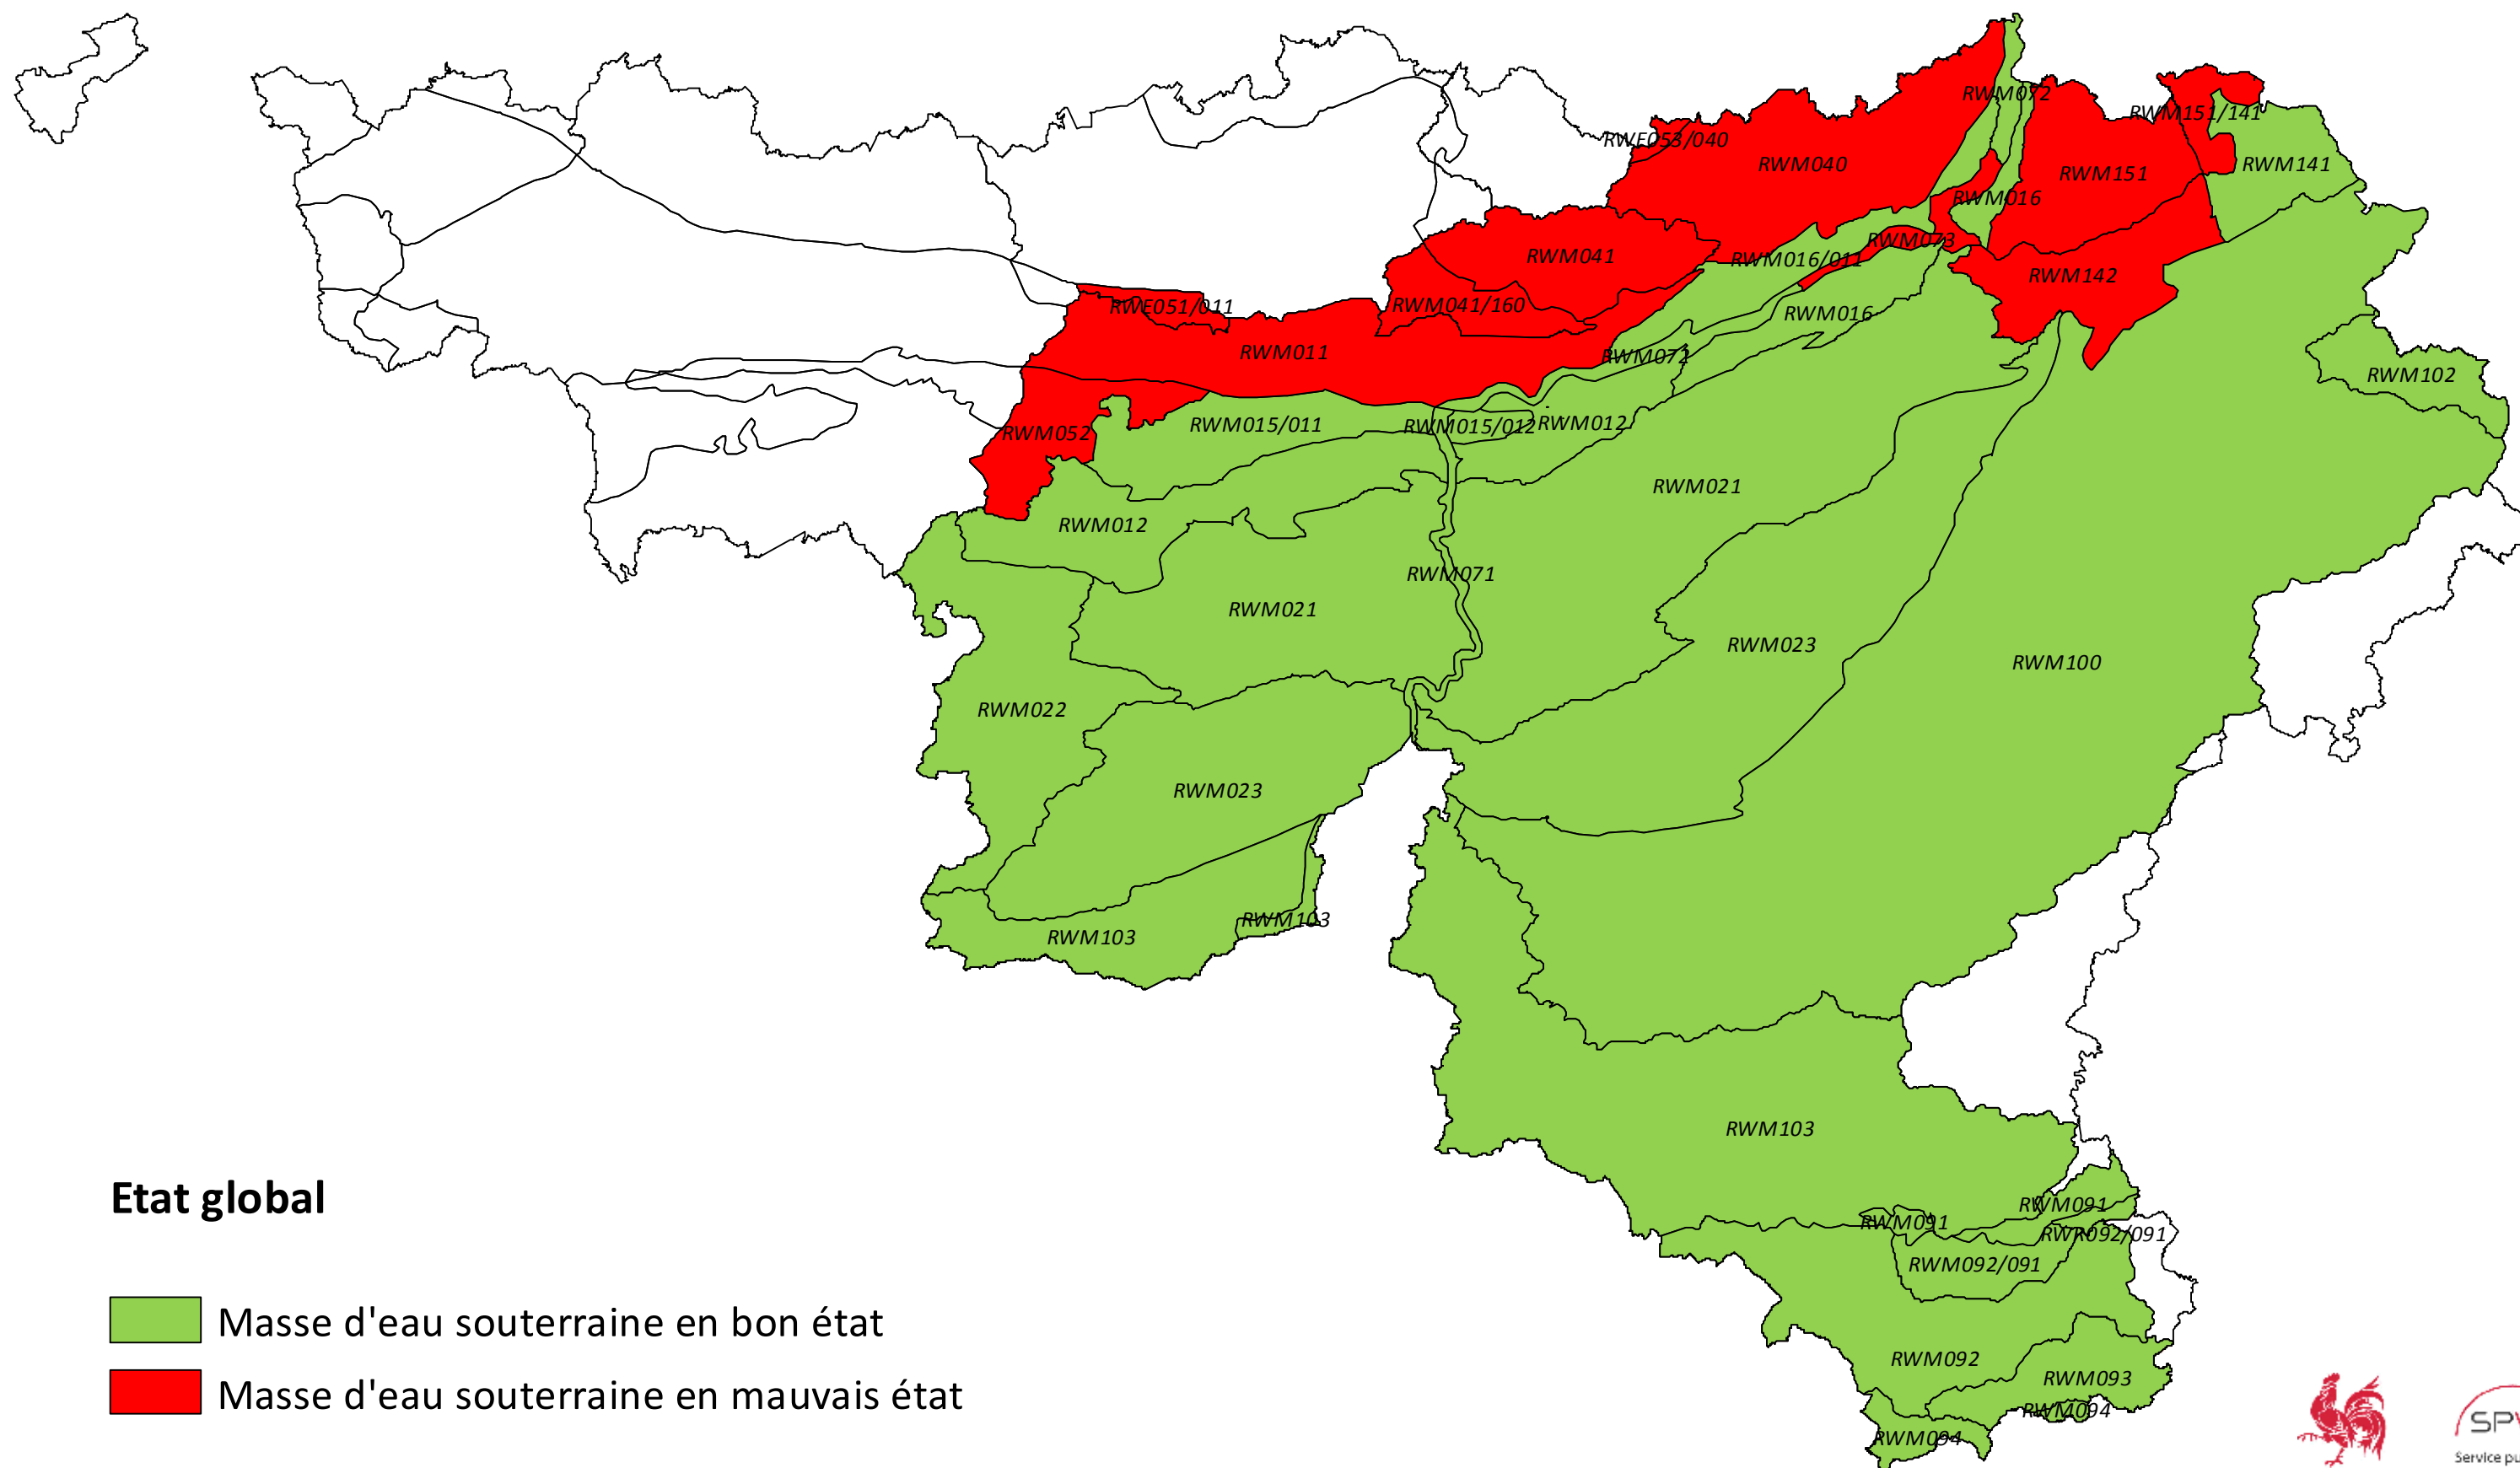 RWM072
RWM151/141
RWE053/040
RWM040
RWM151
RWM141
RWM016
RWM073
RWM041
RWM016/011
RWM142
RWE051/011
RWM041/160
RWM016
RWM011
RWM072
RWM102
RWM052
RWM015/011
RWM015/012
RWM012
RWM021
RWM012
RWM071
RWM021
RWM023
RWM100
RWM022
RWM023
RWM103
RWM103
RWM103
RWM091
RWM091
RWR092/091
RWM092/091
RWM092
RWM093
RWM094
RWM094
Etat global
Masse d'eau souterraine en bon état
Masse d'eau souterraine en mauvais état
Service